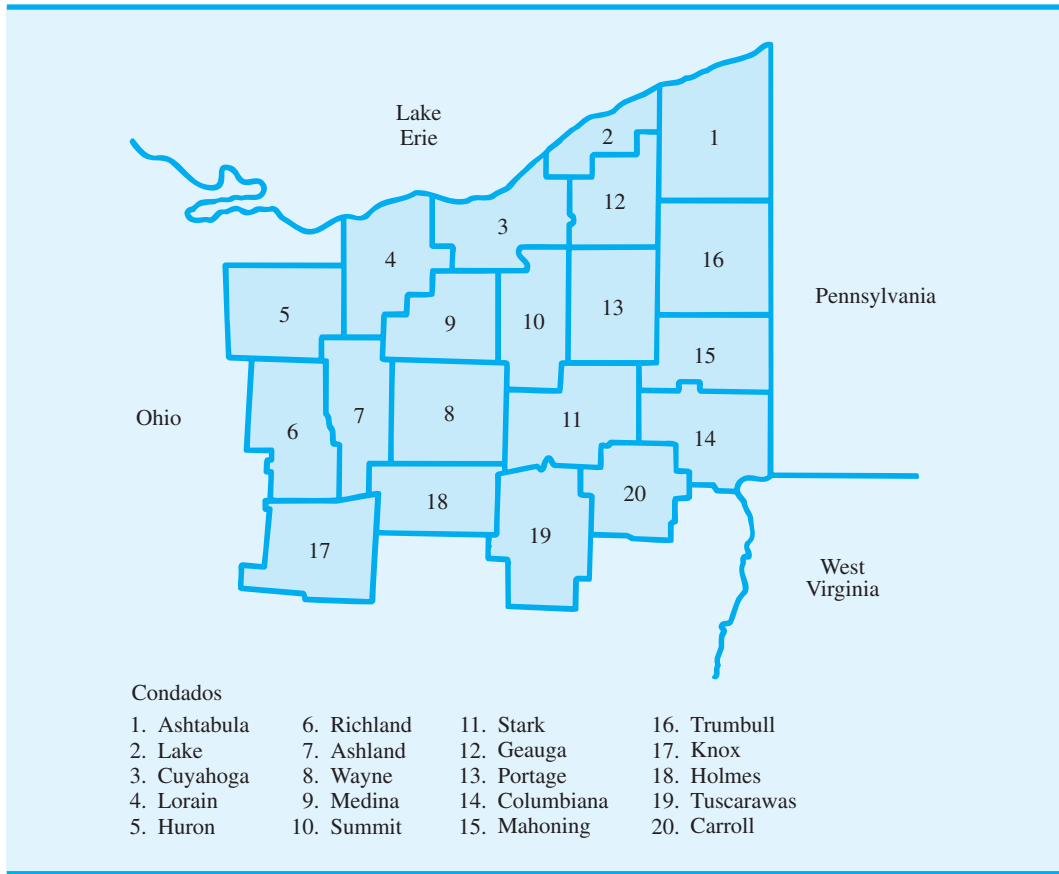 Lake
Erie
2
1
12
3
4
16
Pennsylvania
5
9
10
13
15
Ohio
6
7
8
11
14
18
20
17
19
West
Virginia
Condados
1. Ashtabula 6. Richland 11. Stark 16. Trumbull
2. Lake 7. Ashland 12. Geauga 17. Knox
3. Cuyahoga 8. Wayne 13. Portage 18. Holmes
4. Lorain 9. Medina 14. Columbiana 19. Tuscarawas
5. Huron 10. Summit 15. Mahoning 20. Carroll